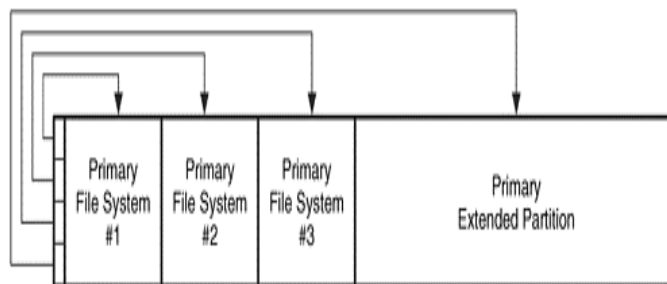 Primary
File System
#1
Primary
File System
#2
Primary
File System
#3
Primary
Extended Partition